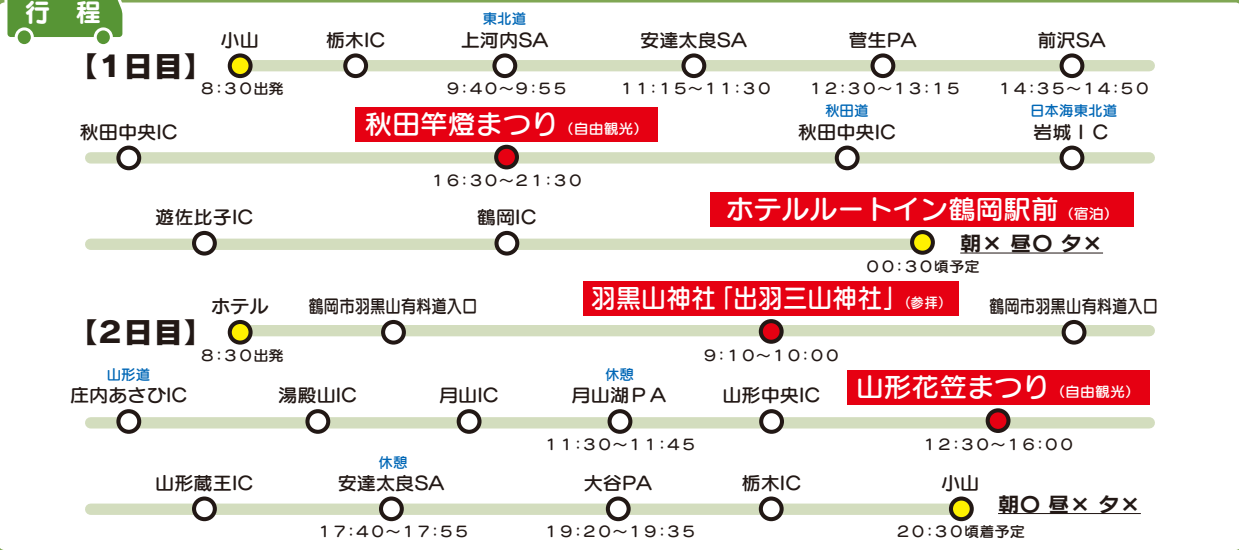 行程
東北道
小山 栃木IC 上河内SA 安達太良SA 菅生PA 前沢SA
【1日目】
8:30出発 9:40~9:55 11:15~11:30 12:30~13:15 14:35~14:50
秋田道 日本海東北道
秋田中央IC 秋田竿燈まつり(自由観光) 秋田中央IC 岩城IC
16:30~21:30
遊佐比子IC 鶴岡IC ホテルルートイン鶴岡駅前(宿泊)
朝× 昼〇 夕×
00:30頃予定
ホテル 鶴岡市羽黒山有料道入口 羽黒山神社「出羽三山神社」(参拝) 鶴岡市羽黒山有料道入口
【2日目】
8:30出発 9:10~10:00
山形道 休憩
庄内あさひIC 湯殿山IC 月山IC 月山湖PA 山形中央IC 山形花笠まつり(自由観光)
11:30~11:45 12:30~16:00
休憩
山形蔵王IC 安達太良SA 大谷PA 栃木IC 小山
朝〇 昼× 夕×
17:40~17:55 19:20~19:35 20:30頃着予定